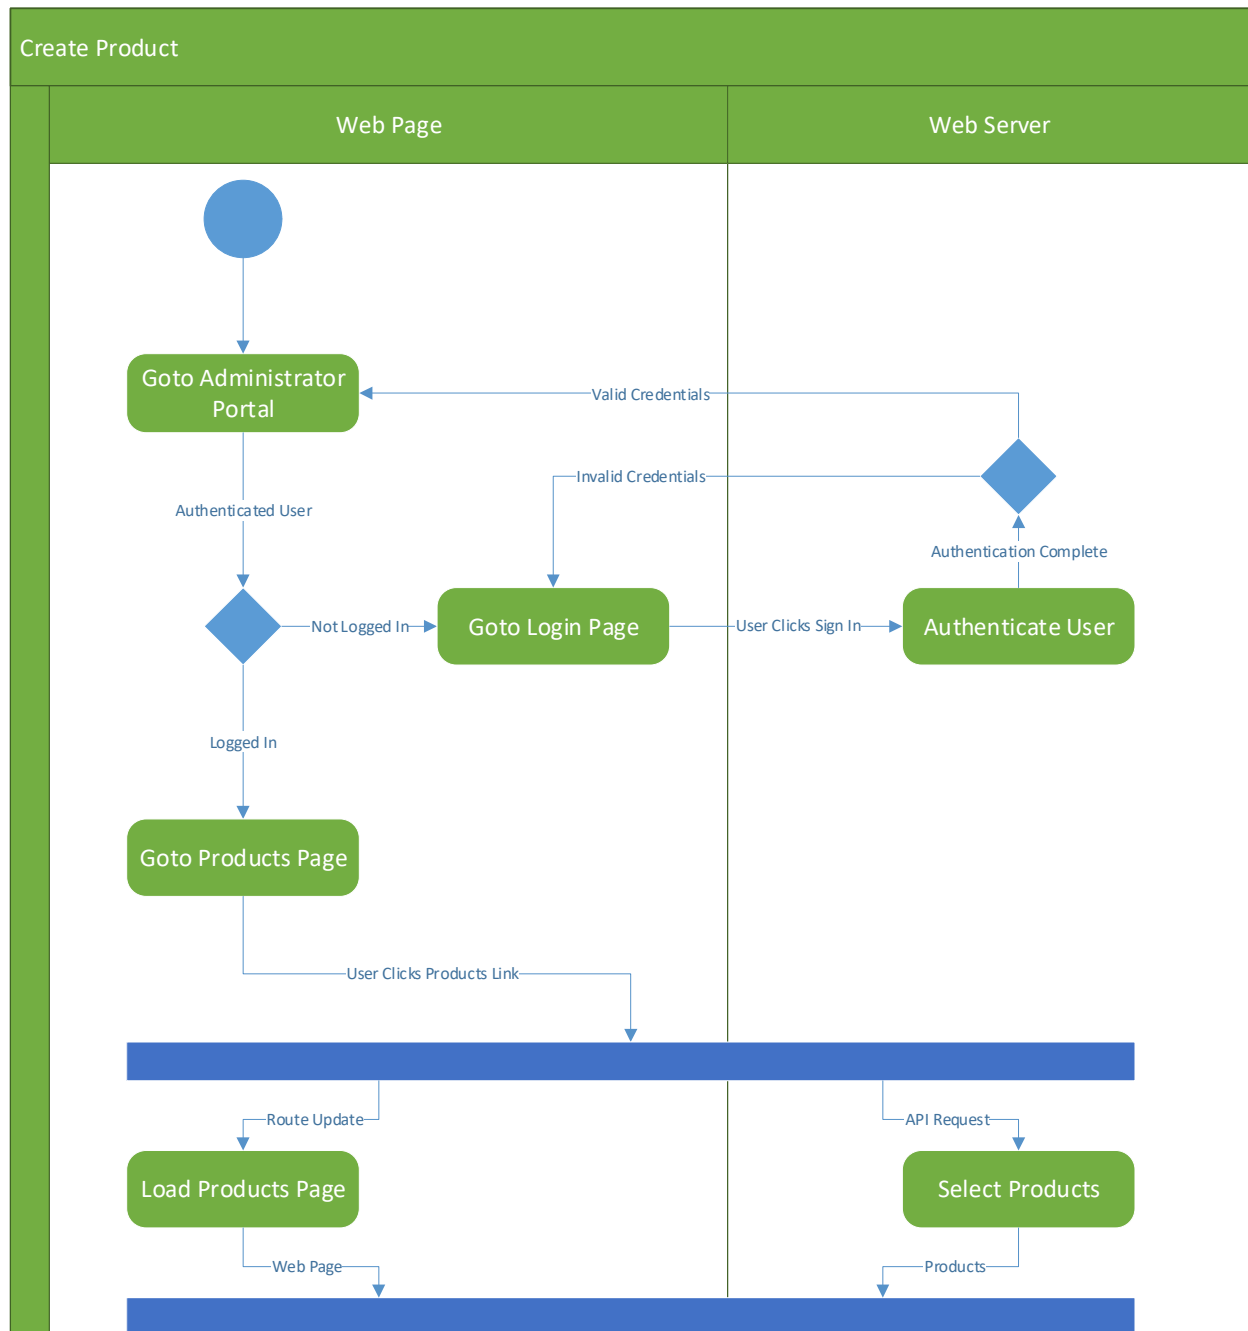 Create Product
Web Page
Web Server
Goto Administrator
Portal
Valid Credentials
Invalid Credentials
Authenticated User
Authentication Complete
Not Logged In
Goto Login Page
User Clicks Sign In
Authenticate User
Logged In
Goto Products Page
User Clicks Products Link
Route Update
API Request
Load Products Page
Select Products
Web Page
Products